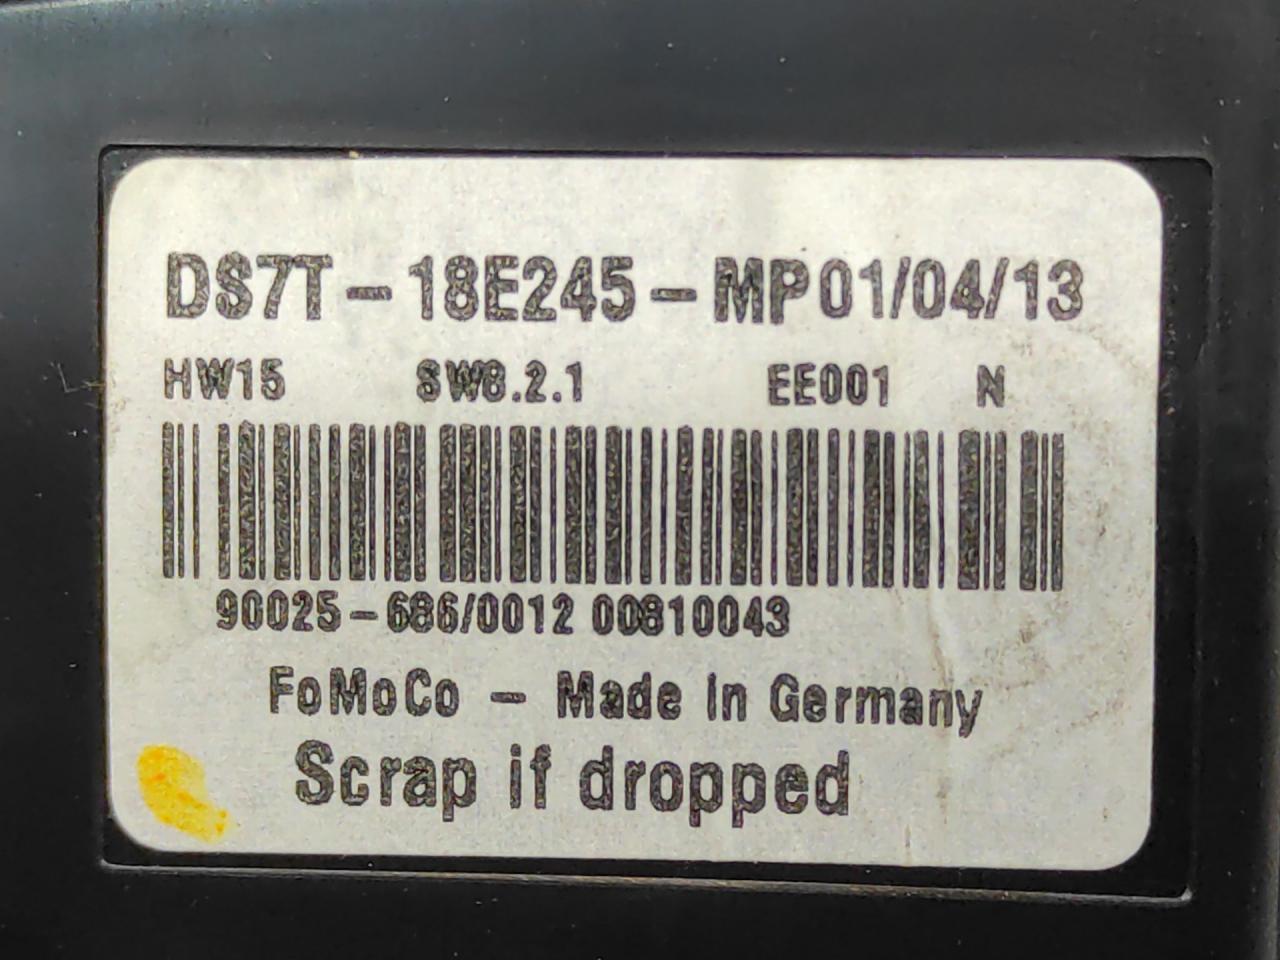 DS7T-18E245-MP01/04/13
HW15 SW8.2.1 EE001 N
90025-686/0012 00810043
FoMoCo - Made in Germany
Scrap if dropped